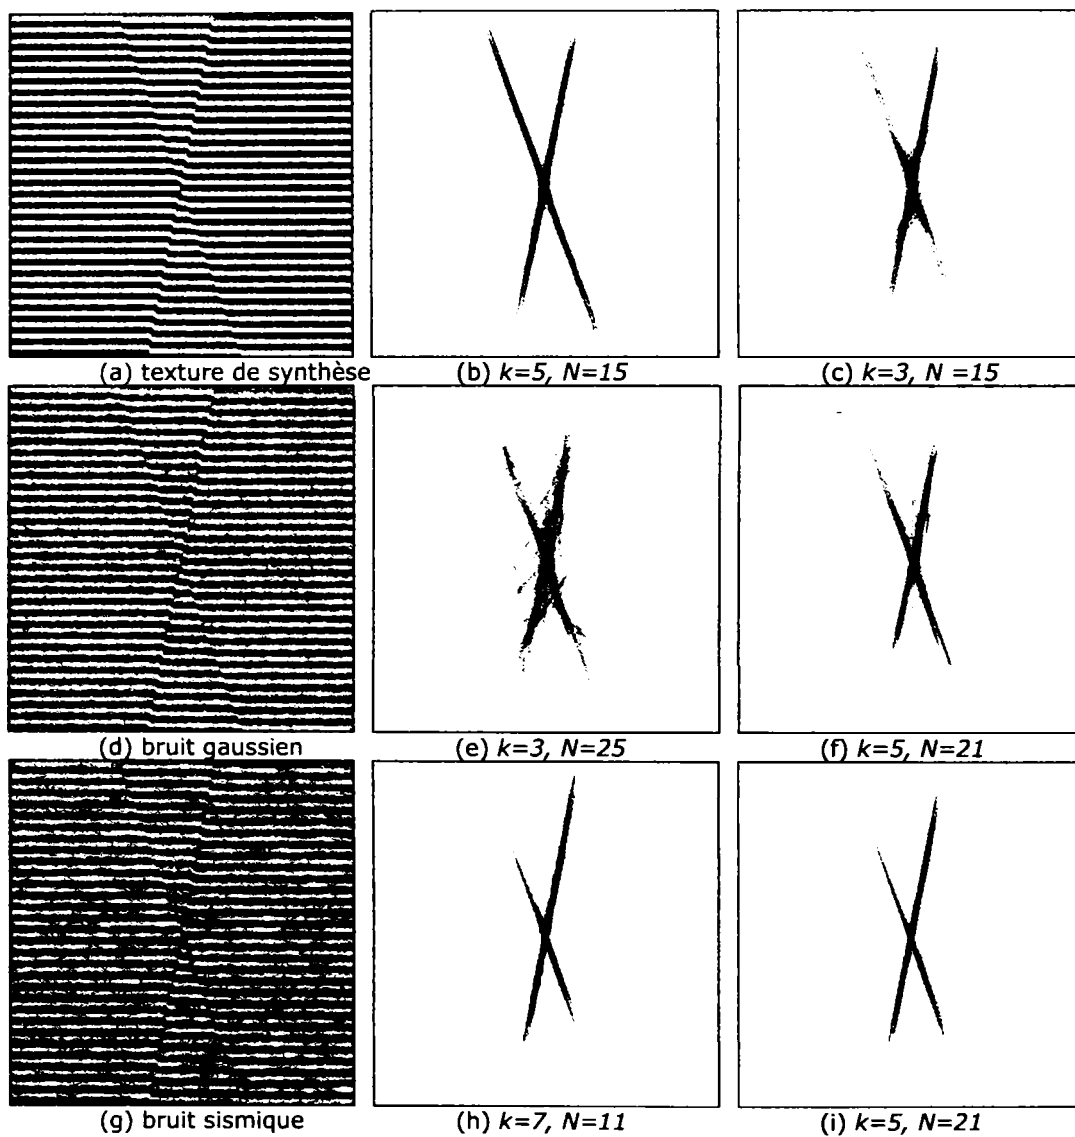 (a) texture de synthèse
(b) k=5, N=15
(c) k=3, N =15
(d) bruit gaussien
(e) k=3, N=25
(f) k=5, N=21
(g) bruit sismique
(h) k=7, N=11
(i) k=5, N=21